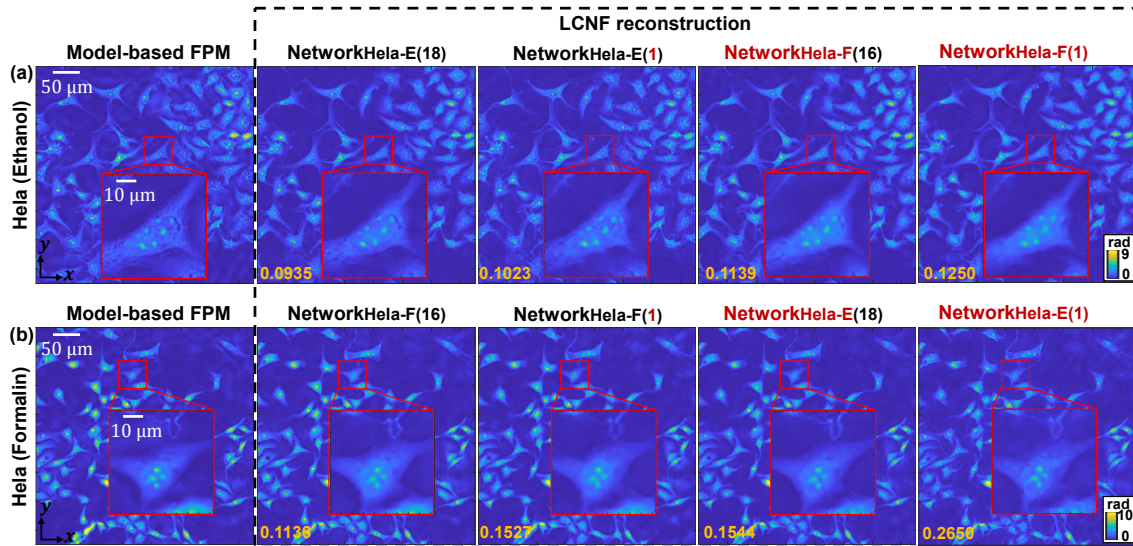 LCNF reconstruction
Model-based FPM
NetworkHela-E(18)
NetworkHela-E(1)
NetworkHela-F(16)
NetworkHela-F(1)
(a)
50 μm
10 μm
Hela (Ethanol)
y
x
0.0935
0.1023
0.1139
0.1250
rad
9
0
Model-based FPM
NetworkHela-F(16)
NetworkHela-F(1)
NetworkHela-E(18)
NetworkHela-E(1)
(b)
50 μm
10 μm
Hela (Formalin)
y
x
0.1136
0.1527
0.1544
0.2650
rad
10
0